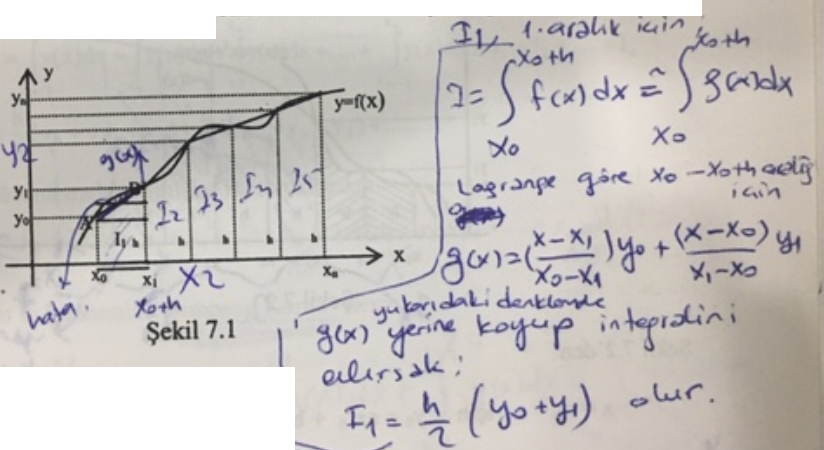 y
yn
y2
y1
y0
g(x)
y=f(x)
A
B
I1 h
I2
I3
I4
I5
h
h
h
h
x
x0
x1
x2
xn
x0+h
hata
Şekil 7.1
I1, 1. aralık için
I = ∫_{x0}^{x0+h} f(x) dx ≅ ∫_{x0}^{x0+h} g(x) dx
Lagrange göre x0 - x0+h aralığı
için
g(x) = (x-x1 / x0-x1) y0 + (x-x0 / x1-x0) y1
yukarıdaki denklemde
g(x) yerine koyup integralini
alırsak;
I1 = h/2 (y0+y1) olur.